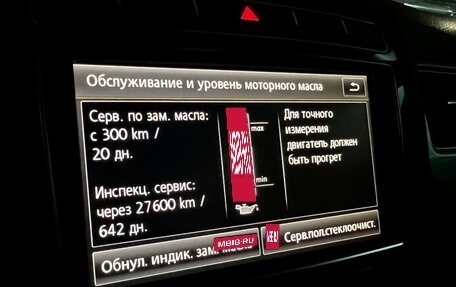 Обслуживание и уровень моторного масла
Серв. по зам. масла:
с 300 km /
20 дн.
Инспекц. сервис:
через 27600 km /
642 дн.
max
min
Для точного
измерения
двигатель должен
быть прогрет
Обнул. индик. зам.
MBIB.RU
Серв.пол.стеклоочист.